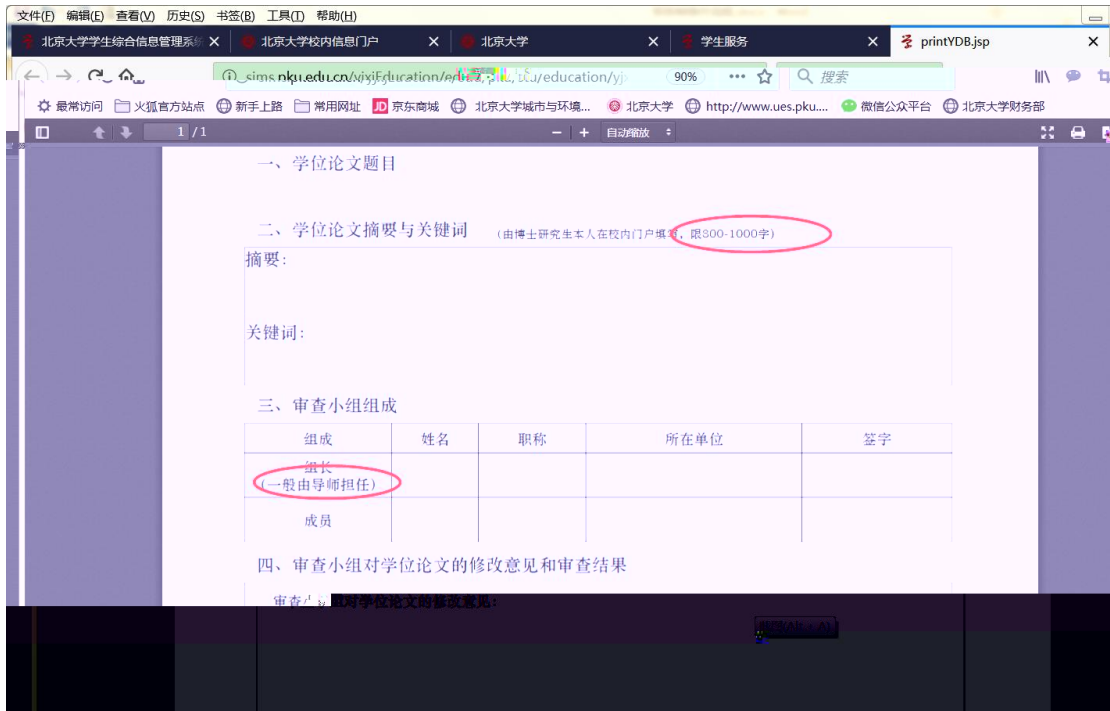 文件(F) 编辑(E) 查看(V) 历史(S) 书签(B) 工具(T) 帮助(H)
北京大学学生综合信息管理系统 北京大学校内信息门户 北京大学 学生服务 printYDB.jsp
sims.pku.edu.cn 90% 搜索
最常访问 火狐官方站点 新手上路 常用网址 JD 京东商城 北京大学城市与环境... 北京大学 http://www.ues.pku.... 微信公众平台 北京大学财务部
1 / 1 自动缩放
一、学位论文题目
二、学位论文摘要与关键词 (由博士研究生本人在校内门户填写，限800-1000字)
摘要：
关键词：
三、审查小组组成
组成 姓名 职称 所在单位 签字
组长
(一般由导师担任)
成员
四、审查小组对学位论文的修改意见和审查结果
审查小组对学位论文的修改意见：